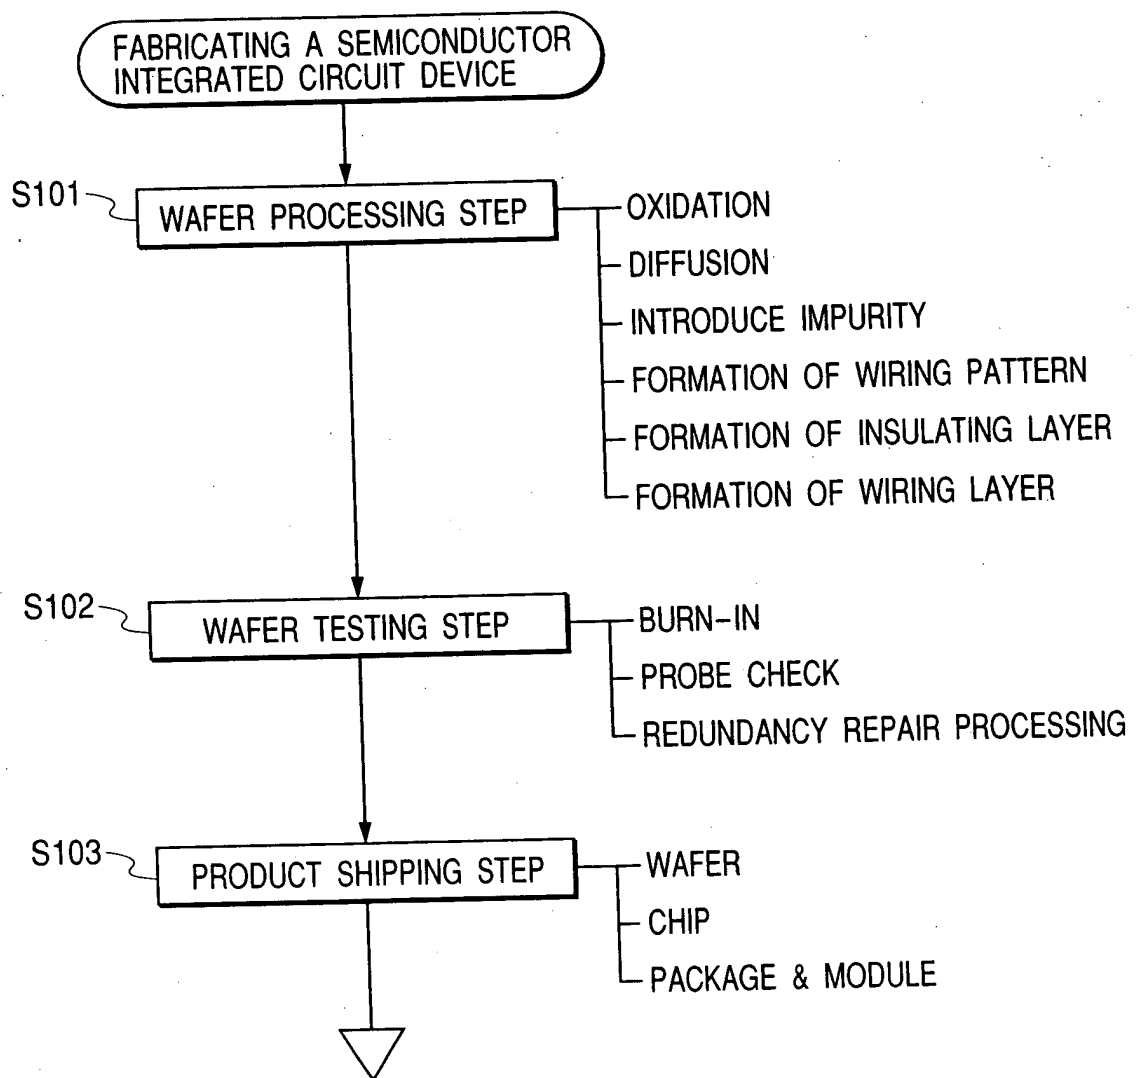 FABRICATING A SEMICONDUCTOR
INTEGRATED CIRCUIT DEVICE
S101
WAFER PROCESSING STEP
OXIDATION
DIFFUSION
INTRODUCE IMPURITY
FORMATION OF WIRING PATTERN
FORMATION OF INSULATING LAYER
FORMATION OF WIRING LAYER
S102
WAFER TESTING STEP
BURN-IN
PROBE CHECK
REDUNDANCY REPAIR PROCESSING
S103
PRODUCT SHIPPING STEP
WAFER
CHIP
PACKAGE & MODULE